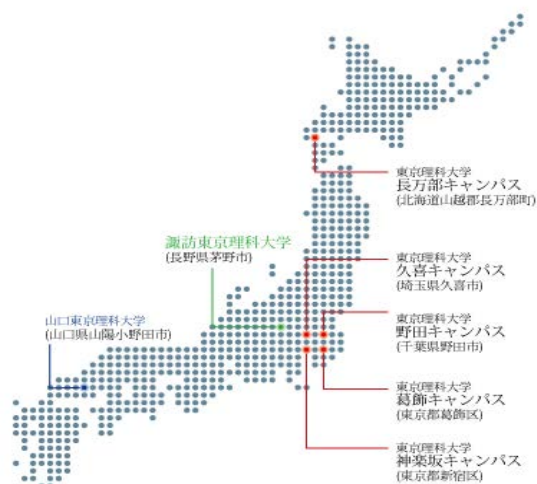 東京理科大学
長万部キャンパス
(北海道山越郡長万部町)
諏訪東京理科大学
(長野県茅野市)
東京理科大学
久喜キャンパス
(埼玉県久喜市)
山口東京理科大学
(山口県山陽小野田市)
東京理科大学
野田キャンパス
(千葉県野田市)
東京理科大学
葛飾キャンパス
(東京都葛飾区)
東京理科大学
神楽坂キャンパス
(東京都新宿区)